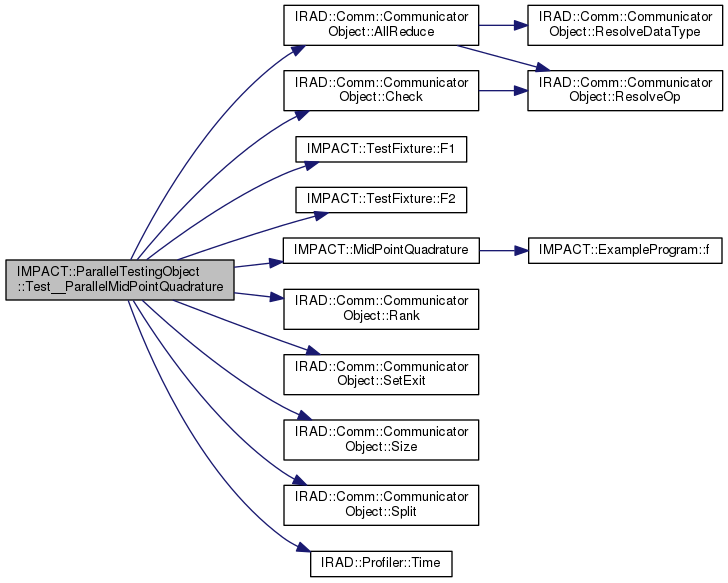 IRAD::Comm::Communicator
Object::AllReduce
IRAD::Comm::Communicator
Object::ResolveDataType
IRAD::Comm::Communicator
Object::Check
IRAD::Comm::Communicator
Object::ResolveOp
IMPACT::TestFixture::F1
IMPACT::TestFixture::F2
IMPACT::MidPointQuadrature
IMPACT::ExampleProgram::f
IMPACT::ParallelTestingObject
::Test__ParallelMidPointQuadrature
IRAD::Comm::Communicator
Object::Rank
IRAD::Comm::Communicator
Object::SetExit
IRAD::Comm::Communicator
Object::Size
IRAD::Comm::Communicator
Object::Split
IRAD::Profiler::Time